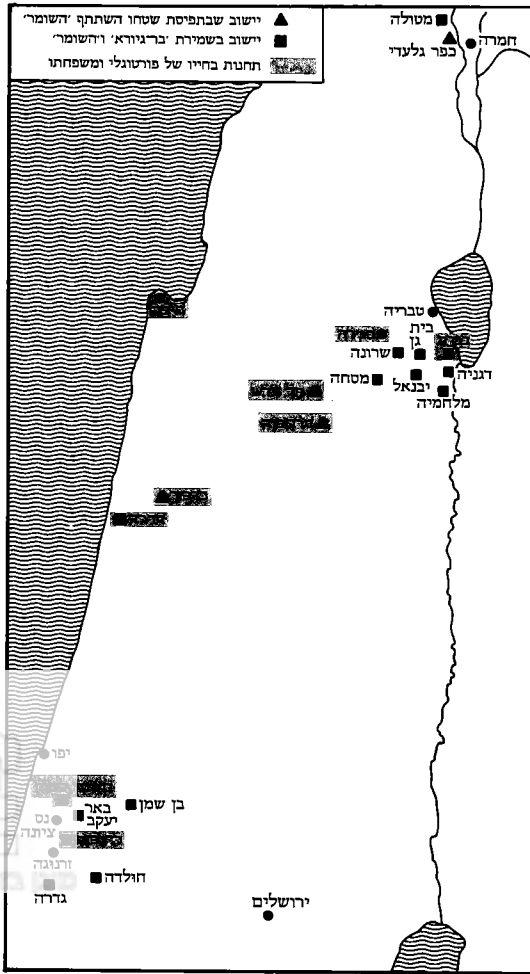 יישוב שבתפיסת שטחו השתתף 'השומר'
יישוב בשמירת 'בר־גיורא' ו'השומר'
תחנות בחייו של פורטוגלי ומשפחתו
מטולה
חמרה
כפר גלעדי
טבריה
בית
גן
שרונה
דגניה
יבנאל
מסחה
מלחמיה
חדרה
יפו
בן שמן
באר
יעקב
נס
ציונה
זרנוגה
חולדה
גדרה
ירושלים